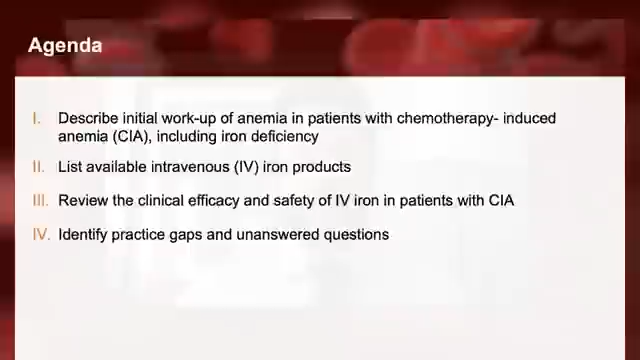 Agenda
I. Describe initial work-up of anemia in patients with chemotherapy- induced
anemia (CIA), including iron deficiency
II. List available intravenous (IV) iron products
III. Review the clinical efficacy and safety of IV iron in patients with CIA
IV. Identify practice gaps and unanswered questions